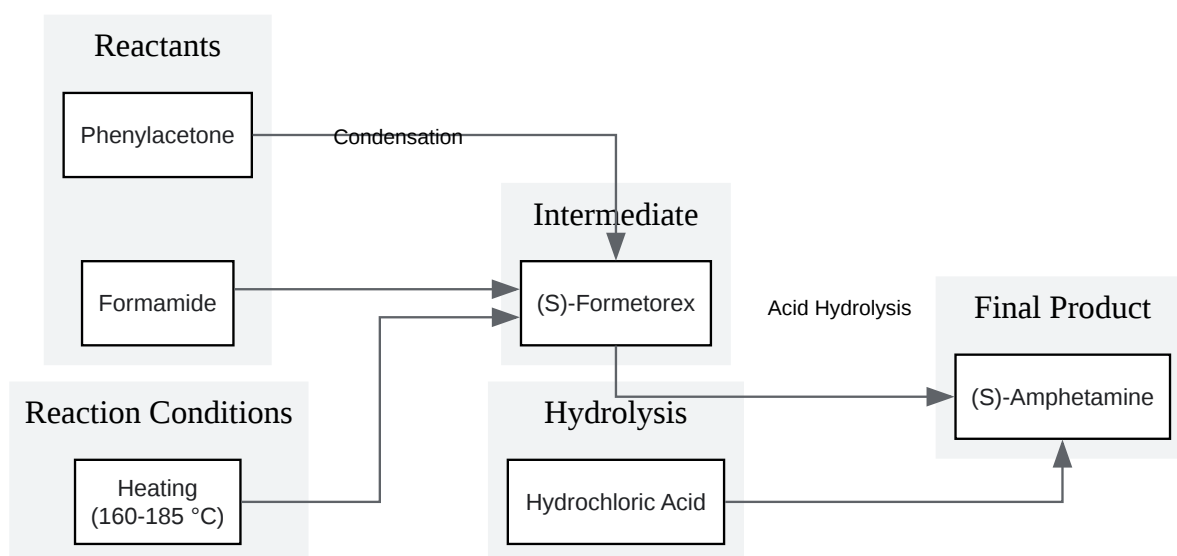 Reactants
Phenylacetone
Condensation
Intermediate
Formamide
(S)-Formetorex
Acid Hydrolysis
Final Product
(S)-Amphetamine
Reaction Conditions
Hydrolysis
Heating
(160-185 °C)
Hydrochloric Acid